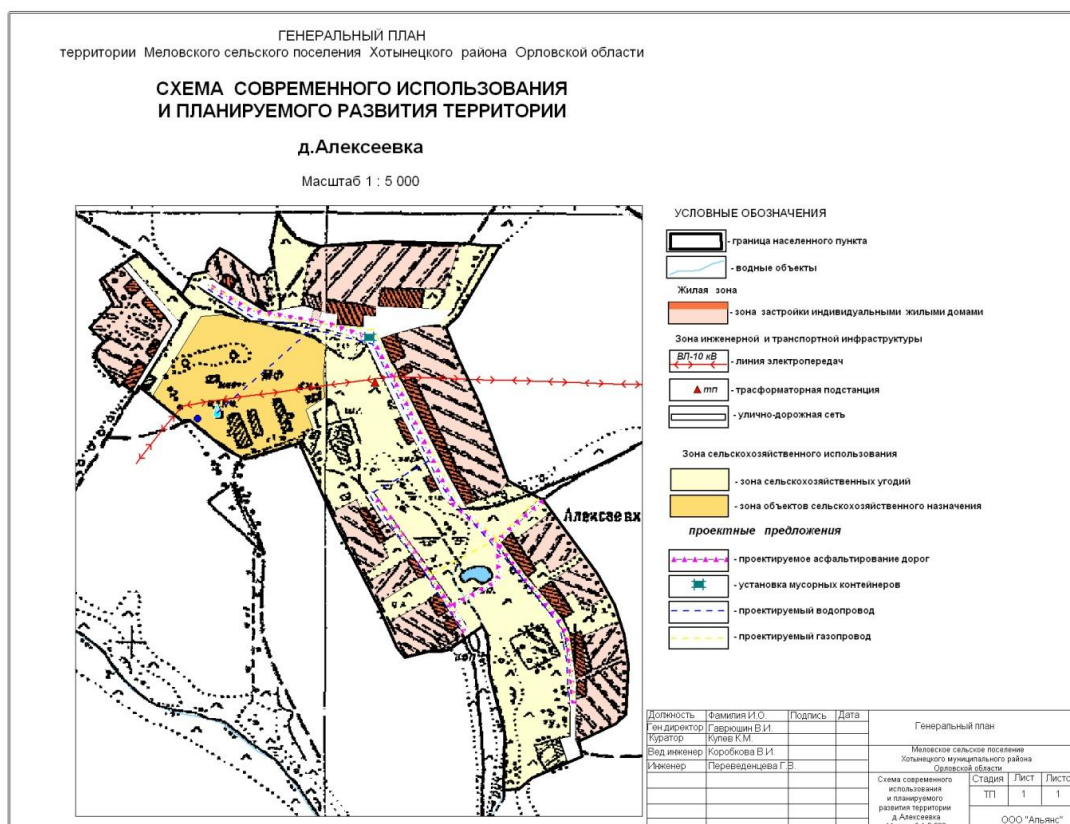 ГЕНЕРАЛЬНЫЙ ПЛАН
территории Меловского сельского поселения Хотынецкого района Орловской области
СХЕМА СОВРЕМЕННОГО ИСПОЛЬЗОВАНИЯ
И ПЛАНИРУЕМОГО РАЗВИТИЯ ТЕРРИТОРИИ
д.Алексеевка
Масштаб 1 : 5 000
УСЛОВНЫЕ ОБОЗНАЧЕНИЯ
- граница населенного пункта
- водные объекты
Жилая зона
- зона застройки индивидуальными жилыми домами
Зона инженерной и транспортной инфраструктуры
ВЛ-10 кВ - линия электропередач
тп - трасформаторная подстанция
- улично-дорожная сеть
Зона сельскохозяйственного использования
- зона сельскохозяйственных угодий
- зона объектов сельскохозяйственного назначения
проектные предложения
- проектируемое асфальтирование дорог
- установка мусорных контейнеров
- проектируемый водопровод
- проектируемый газопровод
Должность Фамилия И.О. Подпись Дата
Ген.директор Гаврюшин В.И.
Куратор Кулев К.М.
Вед.инженер Коробкова В.И.
Инженер Переведенцева Г.В.
Генеральный план
Меловское сельское поселение
Хотынецкого муниципального района
Орловской области
Схема современного
использования
и планируемого
развития территории
д.Алексеевка
Стадия Лист
ТП 1 1
ООО "Альянс"